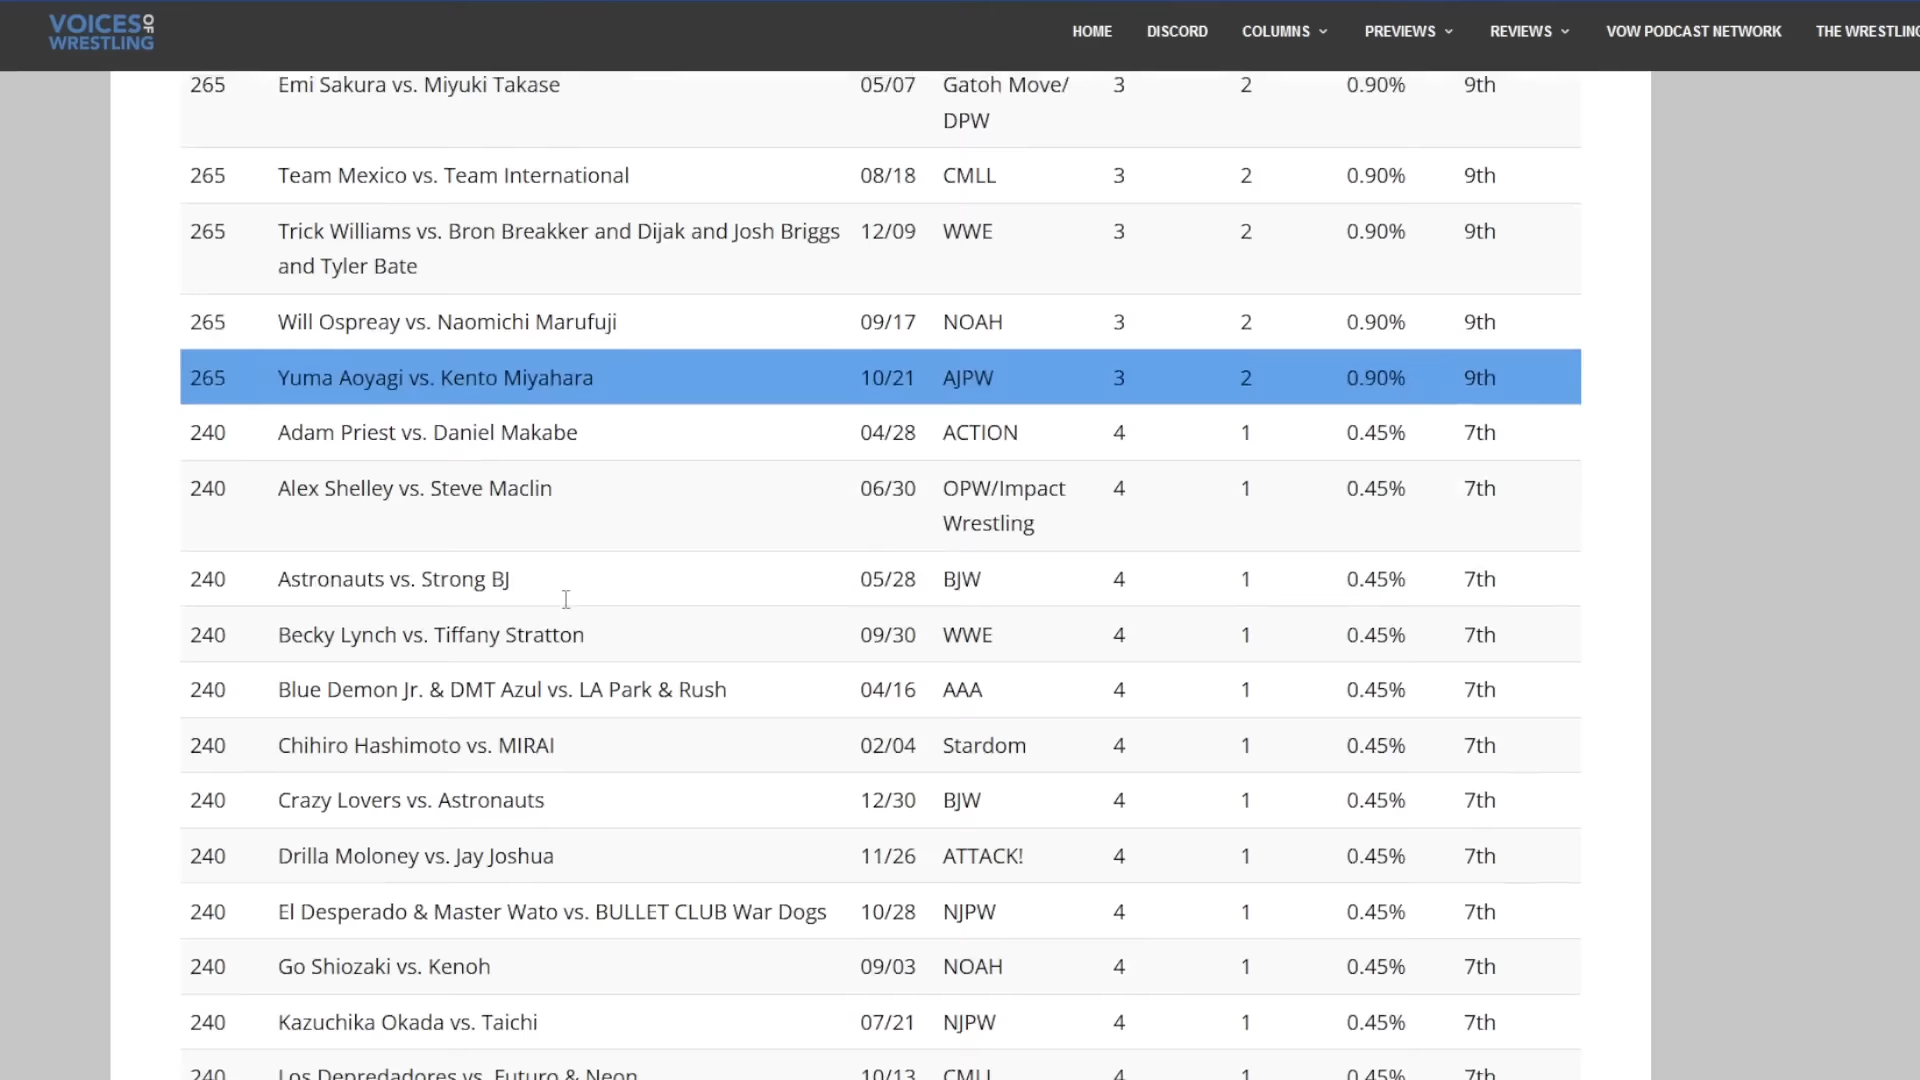 VOICES OF WRESTLING
HOME DISCORD COLUMNS PREVIEWS REVIEWS VOW PODCAST NETWORK THE WRESTLING
265 Emi Sakura vs. Miyuki Takase 05/07 Gatoh Move/ 3 2 0.90% 9th
DPW
265 Team Mexico vs. Team International 08/18 CMLL 3 2 0.90% 9th
265 Trick Williams vs. Bron Breakker and Dijak and Josh Briggs 12/09 WWE 3 2 0.90% 9th
and Tyler Bate
265 Will Ospreay vs. Naomichi Marufuji 09/17 NOAH 3 2 0.90% 9th
265 Yuma Aoyagi vs. Kento Miyahara 10/21 AJPW 3 2 0.90% 9th
240 Adam Priest vs. Daniel Makabe 04/28 ACTION 4 1 0.45% 7th
240 Alex Shelley vs. Steve Maclin 06/30 OPW/Impact 4 1 0.45% 7th
Wrestling
240 Astronauts vs. Strong BJ 05/28 BJW 4 1 0.45% 7th
240 Becky Lynch vs. Tiffany Stratton 09/30 WWE 4 1 0.45% 7th
240 Blue Demon Jr. & DMT Azul vs. LA Park & Rush 04/16 AAA 4 1 0.45% 7th
240 Chihiro Hashimoto vs. MIRAI 02/04 Stardom 4 1 0.45% 7th
240 Crazy Lovers vs. Astronauts 12/30 BJW 4 1 0.45% 7th
240 Drilla Moloney vs. Jay Joshua 11/26 ATTACK! 4 1 0.45% 7th
240 El Desperado & Master Wato vs. BULLET CLUB War Dogs 10/28 NJPW 4 1 0.45% 7th
240 Go Shiozaki vs. Kenoh 09/03 NOAH 4 1 0.45% 7th
240 Kazuchika Okada vs. Taichi 07/21 NJPW 4 1 0.45% 7th
240 Los Depredadores vs. Futuro & Neon 10/13 CMLL 4 1 0.45% 7th